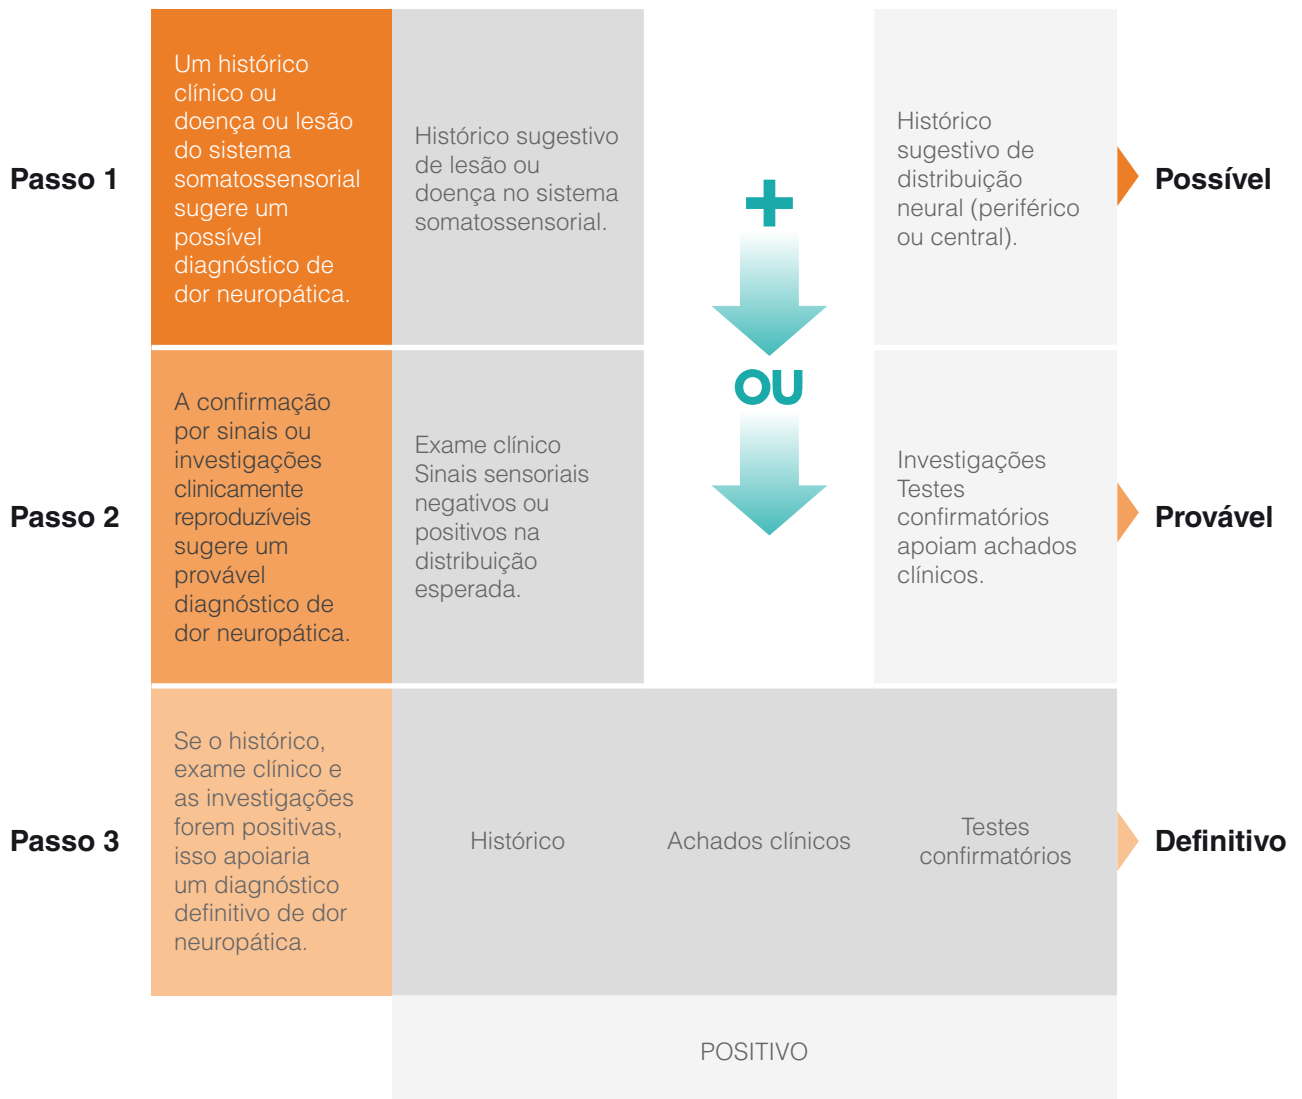 Passo 1
Um histórico
clínico ou
doença ou lesão
do sistema
somatossensorial
sugere um
possível
diagnóstico de
dor neuropática.
Histórico sugestivo
de lesão ou
doença no sistema
somatossensorial.
+
Histórico
sugestivo de
distribuição
neural (periférico
ou central).
Possível
OU
Passo 2
A confirmação
por sinais ou
investigações
clinicamente
reproduzíveis
sugere um
provável
diagnóstico de
dor neuropática.
Exame clínico
Sinais sensoriais
negativos ou
positivos na
distribuição
esperada.
Investigações
Testes
confirmatórios
apoiam achados
clínicos.
Provável
Passo 3
Se o histórico,
exame clínico e
as investigações
forem positivas,
isso apoiaria
um diagnóstico
definitivo de dor
neuropática.
Histórico
Achados clínicos
Testes
confirmatórios
Definitivo
POSITIVO